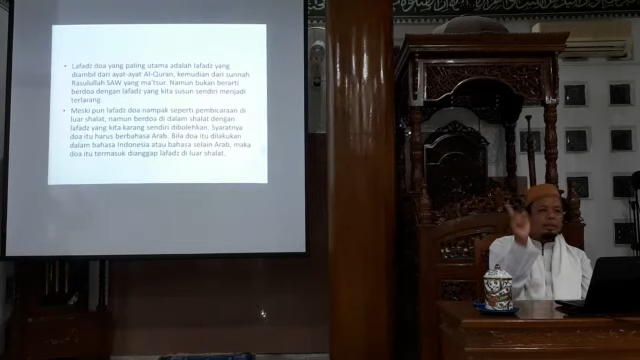 • Lafadz doa yang paling utama adalah lafadz yang
diambil dari ayat-ayat Al-Quran, kemudian dari sunnah
Rasulullah SAW yang ma'tsur. Namun bukan berarti
berdoa dengan lafadz yang kita susun sendiri menjadi
terlarang.
• Meski pun lafadz doa nampak seperti pembicaraan di
luar shalat, namun berdoa di dalam shalat dengan
lafadz yang kita karang sendiri dibolehkan. Syaratnya
doa itu harus berbahasa Arab. Bila doa itu dilakukan
dalam bahasa Indonesia atau bahasa selain Arab, maka
doa itu termasuk dianggap lafadz di luar shalat.